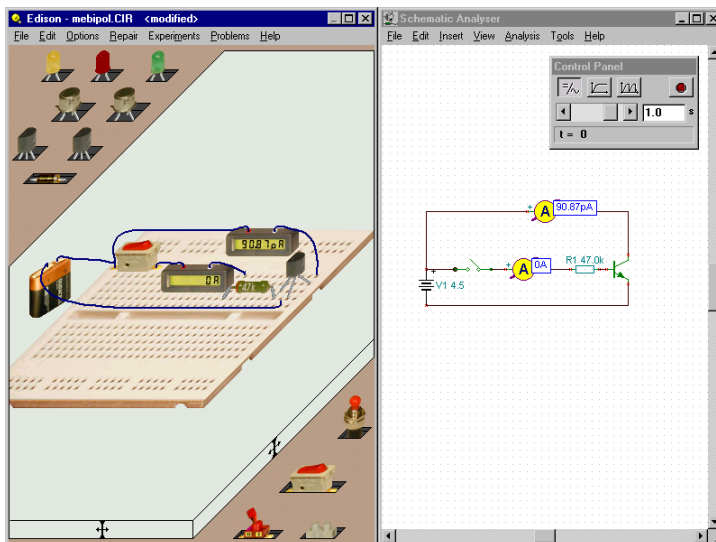 Edison - mebipol.CIR <modified>
File Edit Options Repair Experiments Problems Help
90.87pA
0A
47k
Schematic Analyser
File Edit Insert View Analysis Tools Help
Control Panel
1.0 s
t = 0
+ A 90.87pA
+ A 0A R1 47.0k
+
V1 4.5